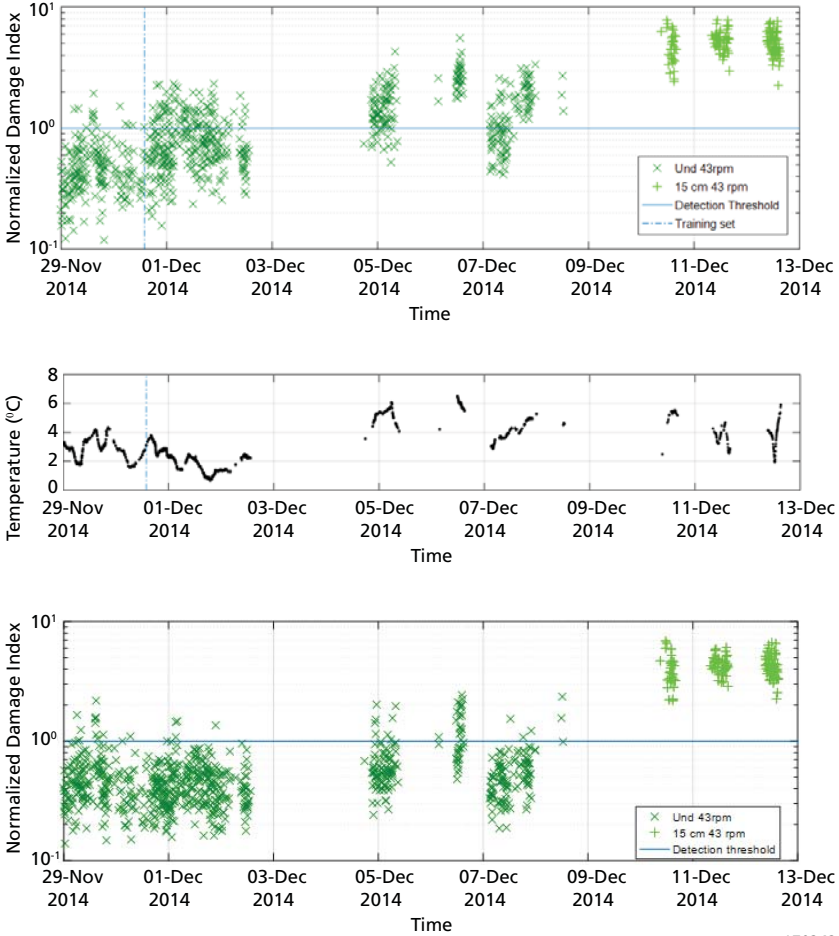 Normalized Damage Index
10¹
10⁰
10⁻¹
Und 43rpm
15 cm 43 rpm
Detection Threshold
Training set
29-Nov 01-Dec 03-Dec 05-Dec 07-Dec 09-Dec 11-Dec 13-Dec
2014 2014 2014 2014 2014 2014 2014 2014
Time
Temperature (⁰C)
8
6
4
2
0
29-Nov 01-Dec 03-Dec 05-Dec 07-Dec 09-Dec 11-Dec 13-Dec
2014 2014 2014 2014 2014 2014 2014 2014
Time
Normalized Damage Index
10¹
10⁰
10⁻¹
Und 43rpm
15 cm 43 rpm
Detection threshold
29-Nov 01-Dec 03-Dec 05-Dec 07-Dec 09-Dec 11-Dec 13-Dec
2014 2014 2014 2014 2014 2014 2014 2014
Time